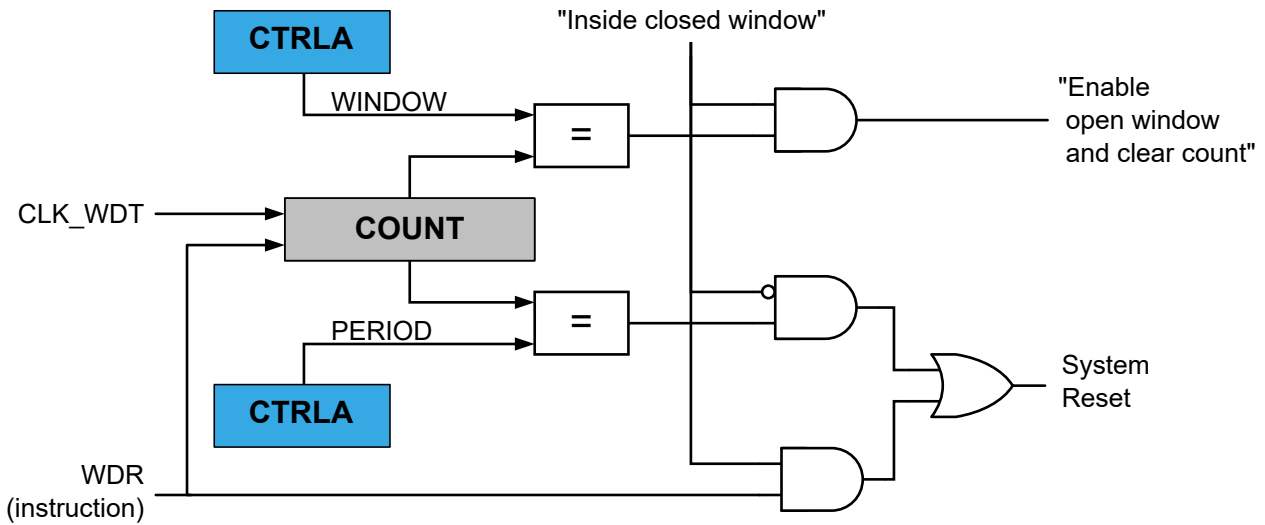 "Inside closed window"
CTRLA
WINDOW
=
"Enable
open window
and clear count"
CLK_WDT
COUNT
PERIOD
=
CTRLA
System
Reset
WDR
(instruction)